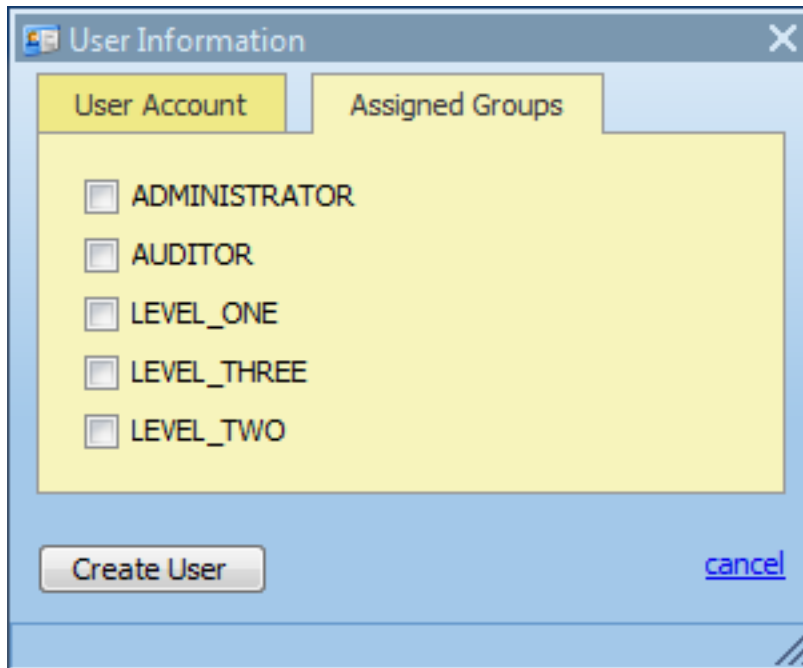 User Information
User Account
Assigned Groups
ADMINISTRATOR
AUDITOR
LEVEL_ONE
LEVEL_THREE
LEVEL_TWO
Create User
cancel